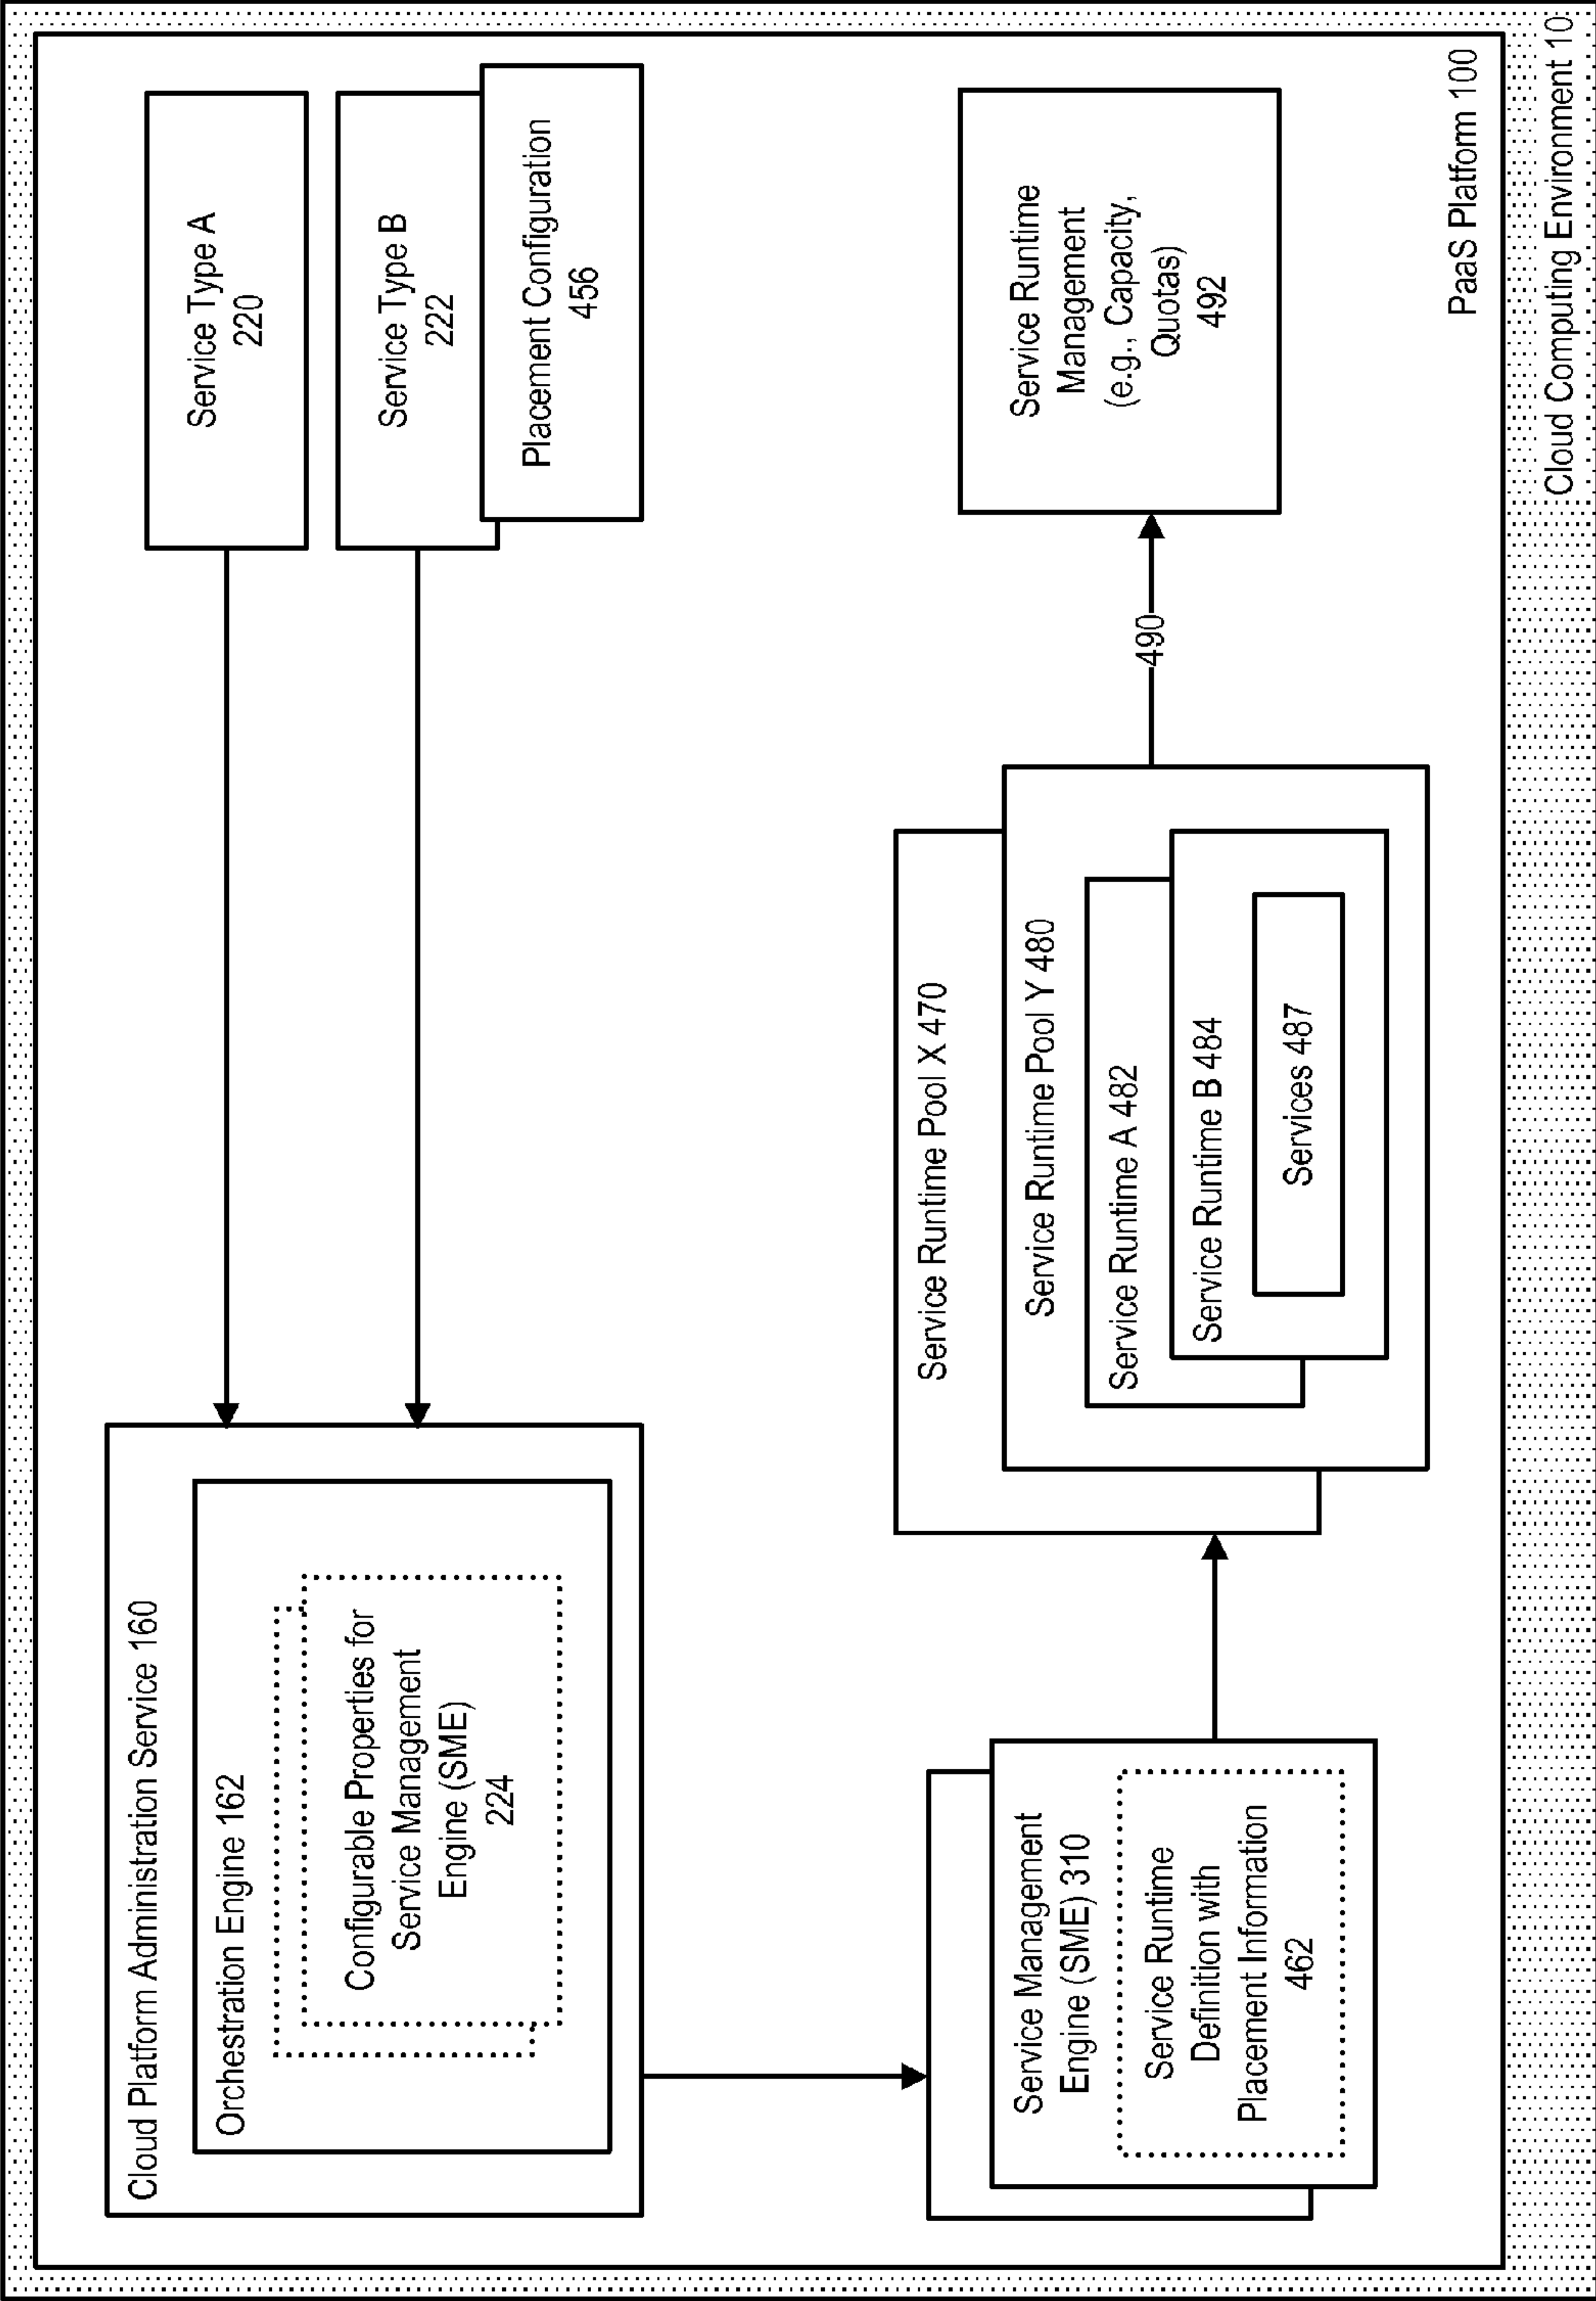 Cloud Platform Administration Service 160
Orchestration Engine 162
Configurable Properties for
Service Management
Engine (SME)
224
Service Type A
220
Service Type B
222
Placement Configuration
456
Service Management
Engine (SME) 310
Service Runtime
Definition with
Placement Information
462
Service Runtime Pool X 470
Service Runtime Pool Y 480
Service Runtime A 482
Service Runtime B 484
Services 487
490
Service Runtime
Management
(e.g., Capacity,
Quotas)
492
PaaS Platform 100
Cloud Computing Environment 10